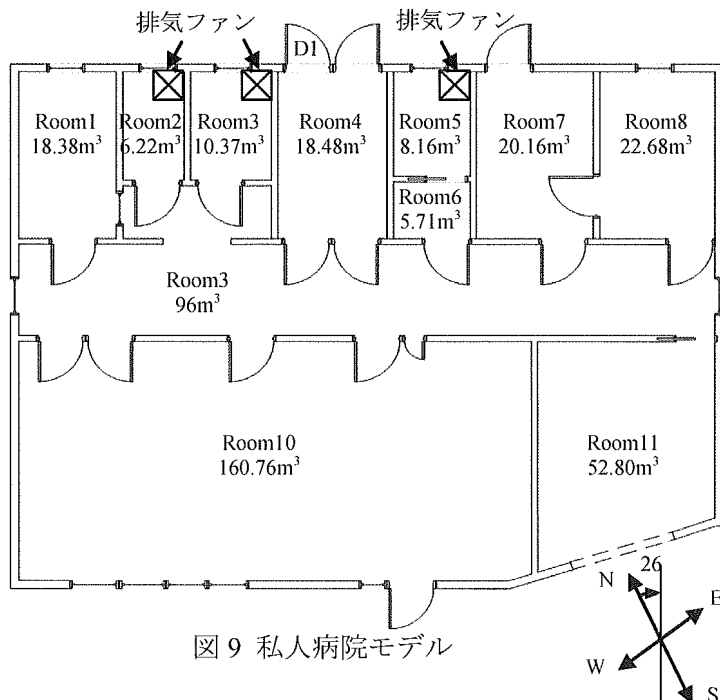 排気ファン
排気ファン
D1
Room1
18.38m³
Room2
6.22m³
Room3
10.37m³
Room4
18.48m³
Room5
8.16m³
Room7
20.16m³
Room8
22.68m³
Room6
5.71m³
Room3
96m³
Room10
160.76m³
Room11
52.80m³
26
N
E
W
S
図 9 私人病院モデル